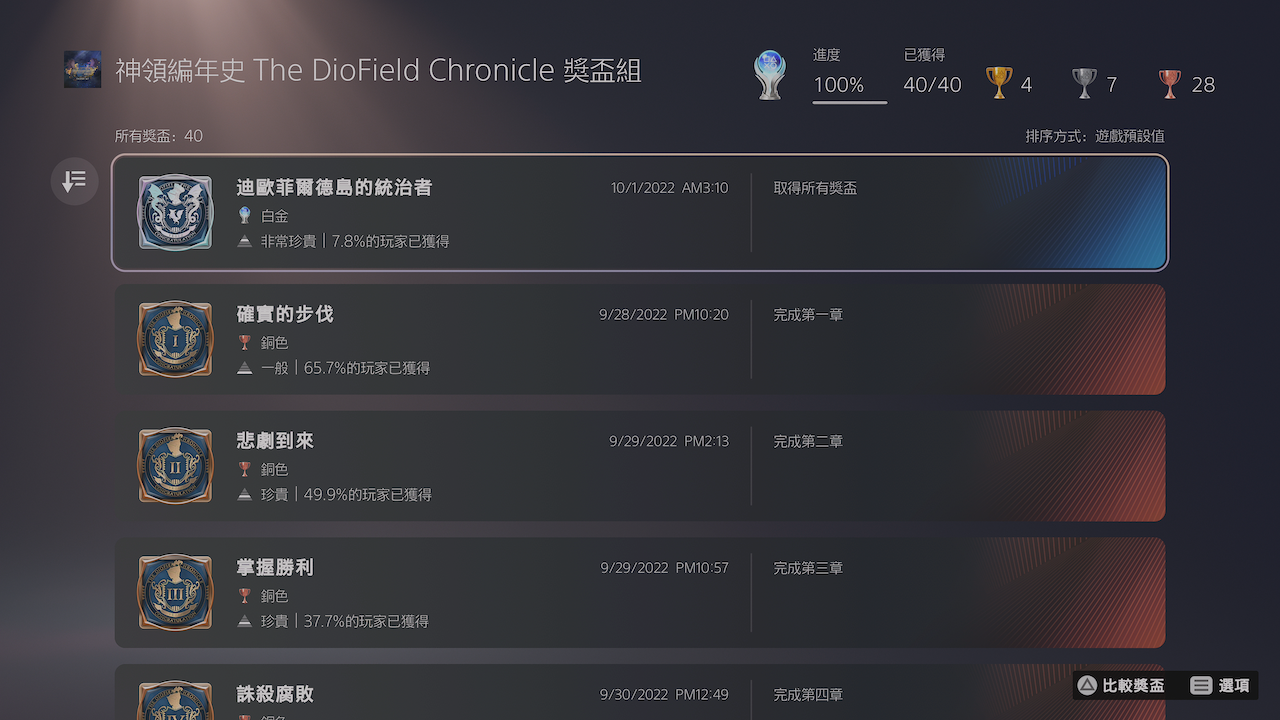 神領編年史 The DioField Chronicle 獎盃組
進度
100%
已獲得
40/40
4
7
28
所有獎盃: 40
排序方式: 遊戲預設值
迪歐菲爾德島的統治者
10/1/2022 AM3:10
取得所有獎盃
白金
非常珍貴 | 7.8%的玩家已獲得
確實的步伐
9/28/2022 PM10:20
完成第一章
銅色
一般 | 65.7%的玩家已獲得
悲劇到來
9/29/2022 PM2:13
完成第二章
銅色
珍貴 | 49.9%的玩家已獲得
掌握勝利
9/29/2022 PM10:57
完成第三章
銅色
珍貴 | 37.7%的玩家已獲得
誅殺腐敗
9/30/2022 PM12:49
完成第四章
銅色
比較獎盃
選項